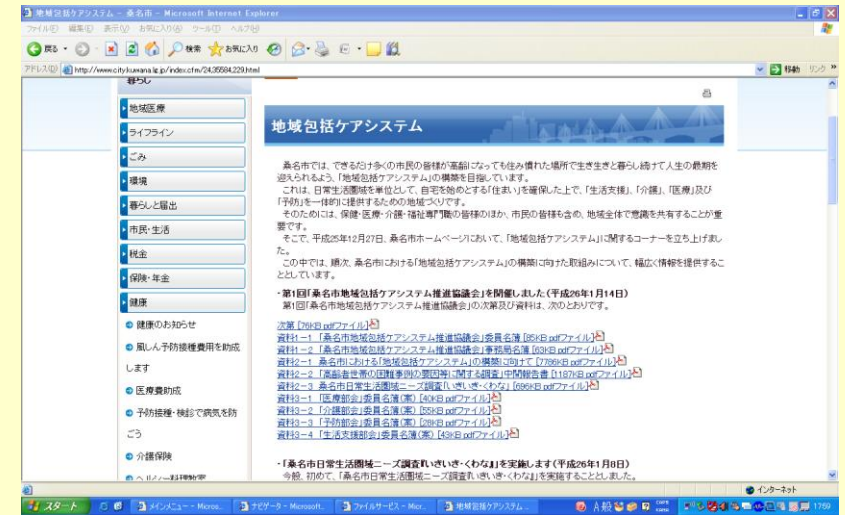 地域包括ケアシステム - 桑名市 - Microsoft Internet Explorer
ファイル(F) 編集(E) 表示(V) お気に入り(A) ツール(T) ヘルプ(H)
戻る 検索 お気に入り
アドレス(D) http://www.city.kuwana.lg.jp/index.cfm/24,35584,229,html 移動 リンク
暮らし
地域医療
ライフライン
ごみ
環境
暮らしと届出
市民・生活
税金
保険・年金
健康
健康のお知らせ
風しん予防接種費用を助成
します
医療費助成
予防接種・検診で病気を防
ごう
介護保険
ヘルシー料理教室
地域包括ケアシステム
桑名市では、できるだけ多くの市民の皆様が高齢になっても住み慣れた場所で生き生きと暮らし続けて人生の最期を
迎えられるよう、「地域包括ケアシステム」の構築を目指しています。
これは、日常生活圏域を単位として、自宅を始めとする「住まい」を確保した上で、「生活支援」、「介護」、「医療」及び
「予防」を一体的に提供するための地域づくりです。
そのためには、保健・医療・介護・福祉専門職の皆様のほか、市民の皆様も含め、地域全体で意識を共有することが重
要です。
そこで、平成25年12月27日、桑名市ホームページにおいて、「地域包括ケアシステム」に関するコーナーを立ち上げまし
た。
この中では、順次、桑名市における「地域包括ケアシステム」の構築に向けた取組みについて、幅広く情報を提供するこ
ととしています。
・第1回「桑名市地域包括ケアシステム推進協議会」を開催しました(平成26年1月14日)
第1回「桑名市地域包括ケアシステム推進協議会」の次第及び資料は、次のとおりです。
次第 [76KB pdfファイル]
資料1-1 「桑名市地域包括ケアシステム推進協議会」委員名簿 [85KB pdfファイル]
資料1-2 「桑名市地域包括ケアシステム推進協議会」事務局名簿 [63KB pdfファイル]
資料2-1 桑名市における「地域包括ケアシステム」の構築に向けて [786KB pdfファイル]
資料2-2 「高齢者世帯の困難事例の要因等に関する調査」中間報告書 [1187KB pdfファイル]
資料2-3 桑名市日常生活圏域ニーズ調査「いきいき・くわな」 [696KB pdfファイル]
資料3-1 「医療部会」委員名簿(案) [40KB pdfファイル]
資料3-2 「介護部会」委員名簿(案) [55KB pdfファイル]
資料3-3 「予防部会」委員名簿(案) [28KB pdfファイル]
資料3-4 「生活支援部会」委員名簿(案) [43KB pdfファイル]
・「桑名市日常生活圏域ニーズ調査『いきいき・くわな』」を実施します(平成26年1月8日)
今般、初めて、「桑名市日常生活圏域ニーズ調査『いきいき・くわな』」を実施することとしました。
インターネット
スタート メインメニュー - Micros... ナビゲータ - Microsoft... ファイルサービス - Micr... 地域包括ケアシステム... A 般 17:59